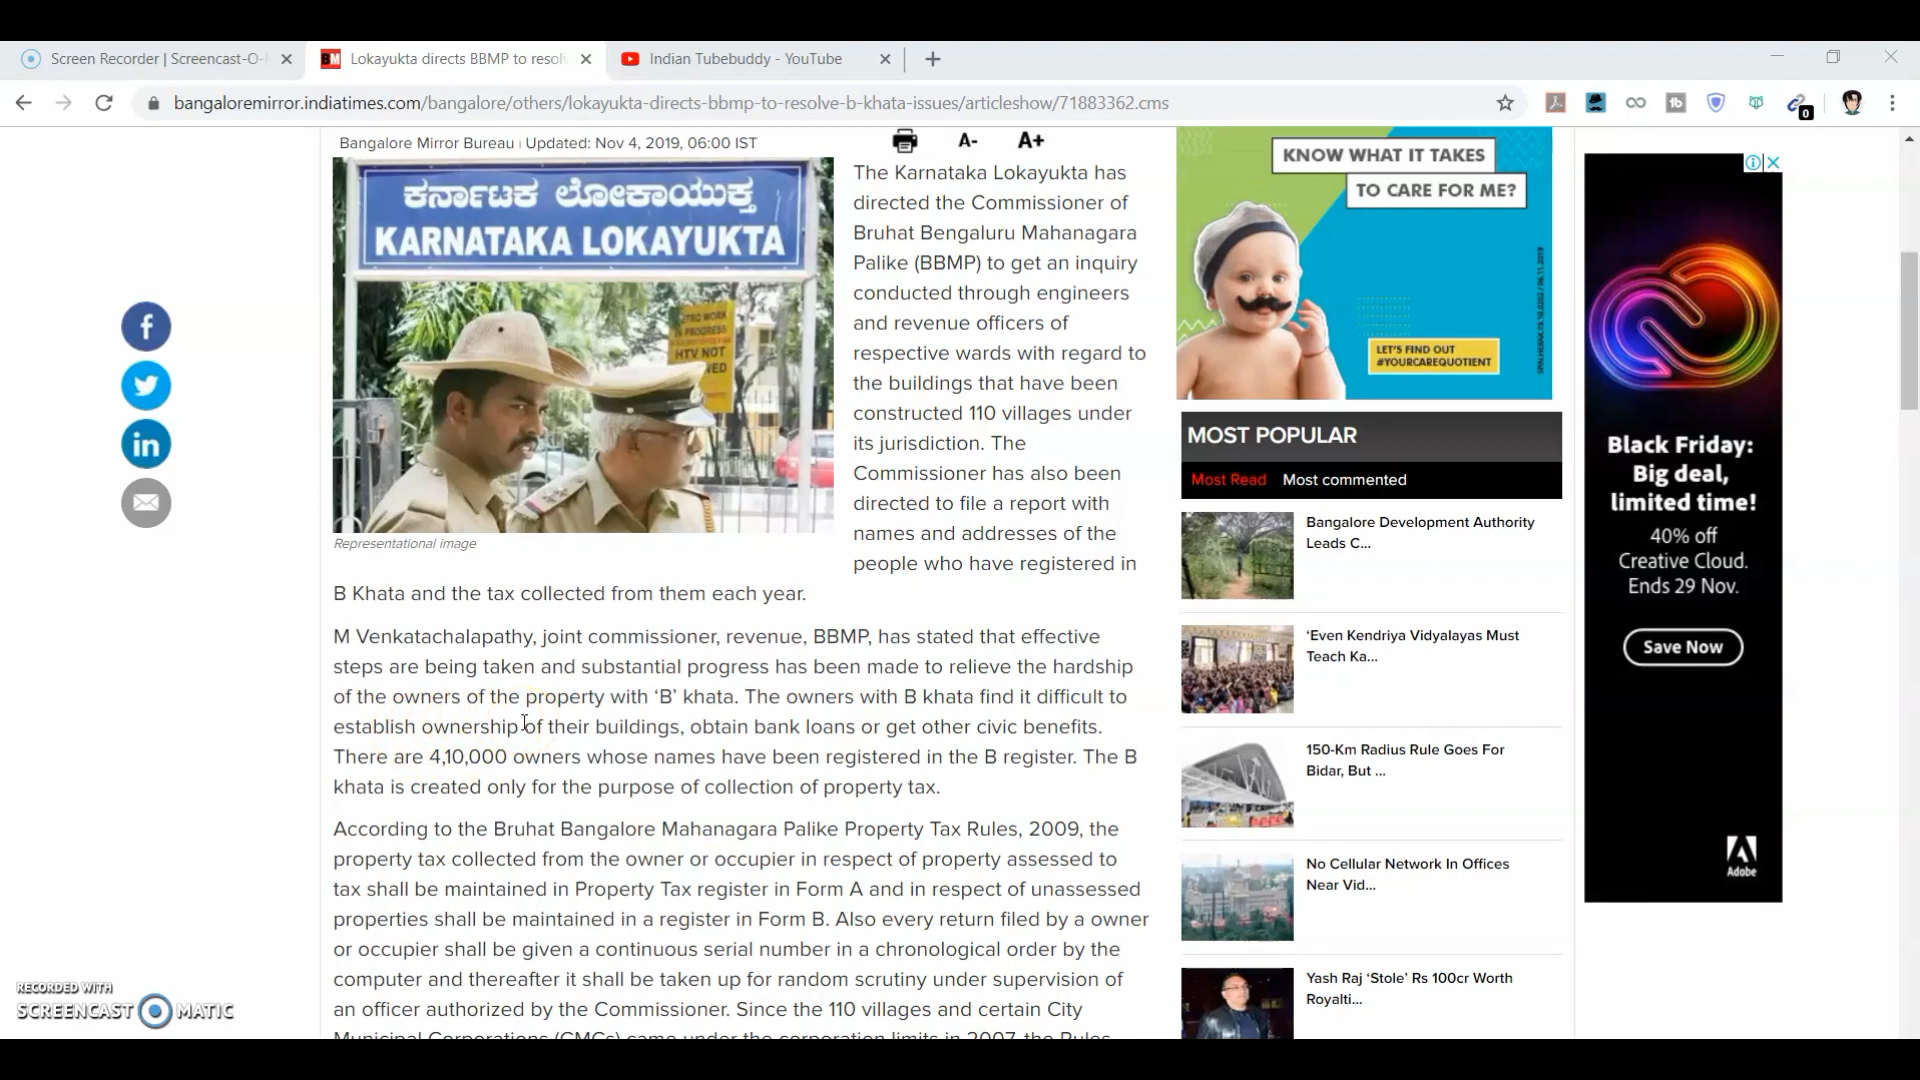 Screen Recorder | Screencast-O-
Lokayukta directs BBMP to resol
Indian Tubebuddy - YouTube
bangaloremirror.indiatimes.com/bangalore/others/lokayukta-directs-bbmp-to-resolve-b-khata-issues/articleshow/71883362.cms
0
Bangalore Mirror Bureau | Updated: Nov 4, 2019, 06:00 IST
A-
A+
ಕರ್ನಾಟಕ ಲೋಕಾಯುಕ್ತ
KARNATAKA LOKAYUKTA
WORK
PROGRESS
HTV NOT
Representational image
The Karnataka Lokayukta has
directed the Commissioner of
Bruhat Bengaluru Mahanagara
Palike (BBMP) to get an inquiry
conducted through engineers
and revenue officers of
respective wards with regard to
the buildings that have been
constructed 110 villages under
its jurisdiction. The
Commissioner has also been
directed to file a report with
names and addresses of the
people who have registered in
B Khata and the tax collected from them each year.
M Venkatachalapathy, joint commissioner, revenue, BBMP, has stated that effective
steps are being taken and substantial progress has been made to relieve the hardship
of the owners of the property with ‘B’ khata. The owners with B khata find it difficult to
establish ownership of their buildings, obtain bank loans or get other civic benefits.
There are 4,10,000 owners whose names have been registered in the B register. The B
khata is created only for the purpose of collection of property tax.
According to the Bruhat Bangalore Mahanagara Palike Property Tax Rules, 2009, the
property tax collected from the owner or occupier in respect of property assessed to
tax shall be maintained in Property Tax register in Form A and in respect of unassessed
properties shall be maintained in a register in Form B. Also every return filed by a owner
or occupier shall be given a continuous serial number in a chronological order by the
computer and thereafter it shall be taken up for random scrutiny under supervision of
an officer authorized by the Commissioner. Since the 110 villages and certain City
Municipal Corporations (CMCs) came under the corporation limits in 2007, the Rules
KNOW WHAT IT TAKES
TO CARE FOR ME?
LET'S FIND OUT
#YOURCAREQUOTIENT
MOST POPULAR
Most Read
Most commented
Bangalore Development Authority
Leads C...
‘Even Kendriya Vidyalayas Must
Teach Ka...
150-Km Radius Rule Goes For
Bidar, But ...
No Cellular Network In Offices
Near Vid...
Yash Raj ‘Stole’ Rs 100cr Worth
Royalti...
Black Friday:
Big deal,
limited time!
40% off
Creative Cloud.
Ends 29 Nov.
Save Now
Adobe
RECORDED WITH
SCREENCAST MATIC